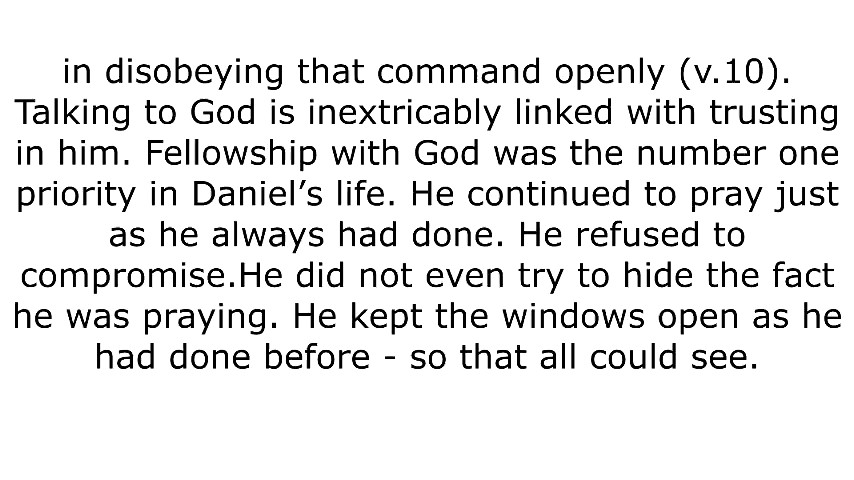 in disobeying that command openly (v.10).
Talking to God is inextricably linked with trusting
in him. Fellowship with God was the number one
priority in Daniel’s life. He continued to pray just
as he always had done. He refused to
compromise.He did not even try to hide the fact
he was praying. He kept the windows open as he
had done before - so that all could see.